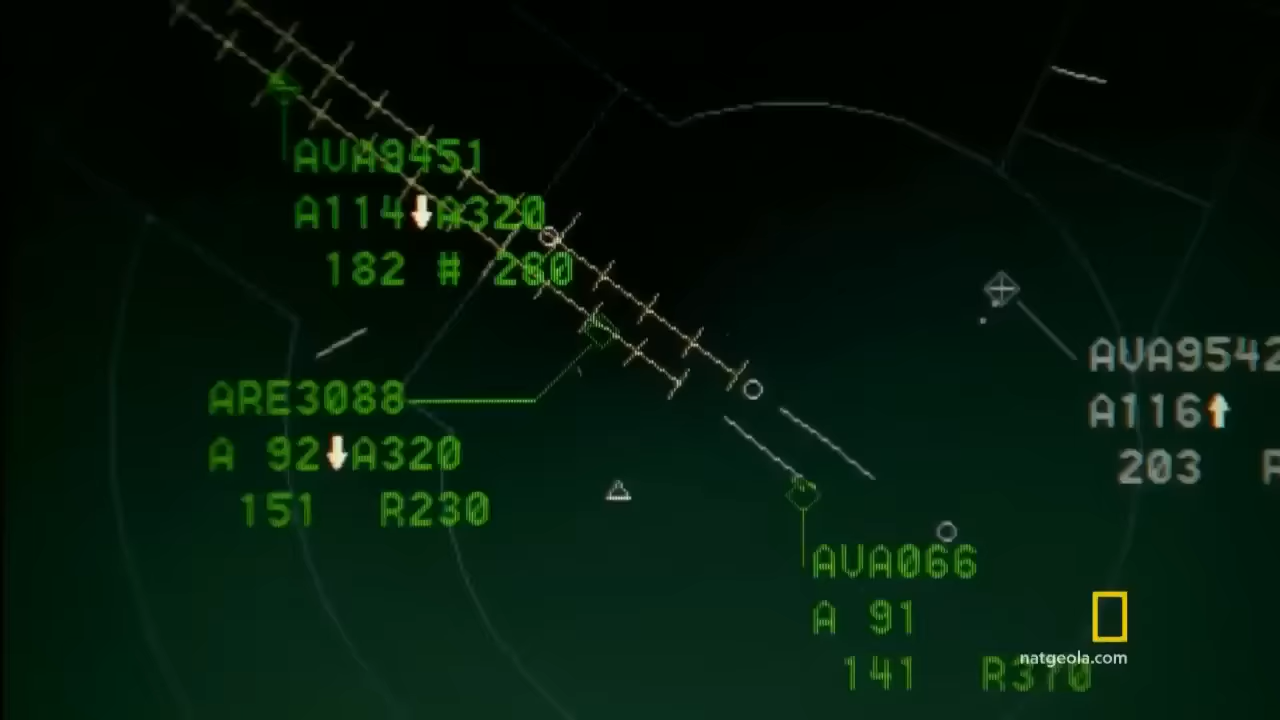 AVA9451
A114⬇A320
182 # 280
ARE3088
A 92⬇A320
151 R230
AVA9542
A116⬆
203 R
AVA066
A 91
141 R370
natgeola.com